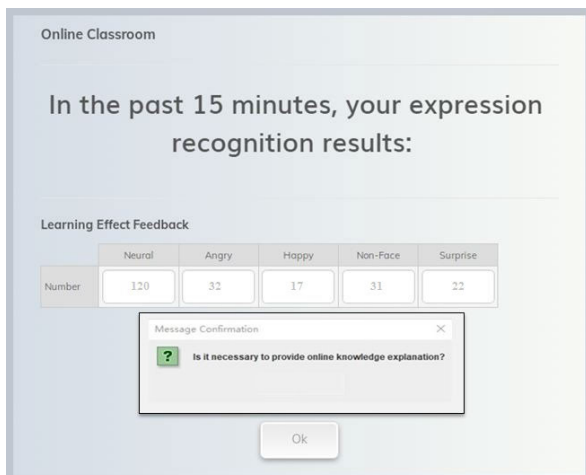 Online Classroom
In the past 15 minutes, your expression
recognition results:
Learning Effect Feedback
Neural Angry Happy Non-Face Surprise
Number 120 32 17 31 22
Message Confirmation
? Is it necessary to provide online knowledge explanation?
Ok